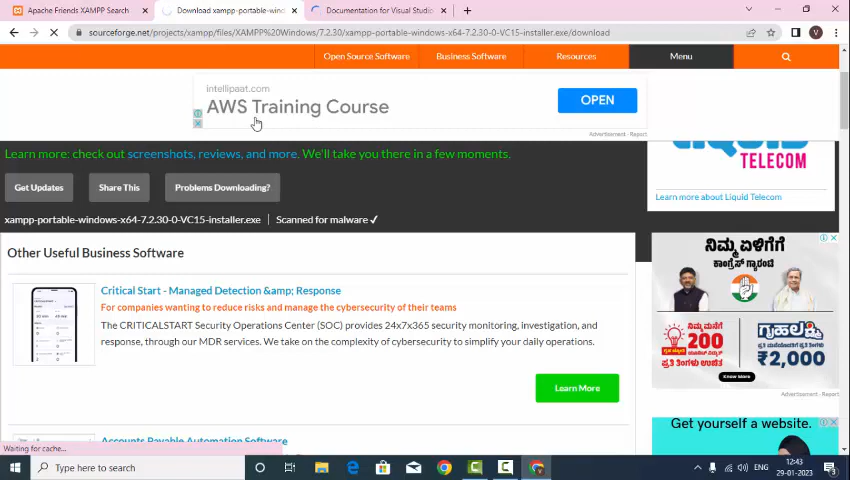 Apache Friends XAMPP Search
Download xampp-portable-wind
Documentation for Visual Studio
sourceforge.net/projects/xampp/files/XAMPP%20Windows/7.2.30/xampp-portable-windows-x64-7.2.30-0-VC15-installer.exe/download
V
Open Source Software
Business Software
Resources
Menu
intellipaat.com
AWS Training Course
OPEN
Advertisement - Report
Learn more: check out screenshots, reviews, and more. We'll take you there in a few moments.
LIQUID
TELECOM
Get Updates
Share This
Problems Downloading?
Learn more about Liquid Telecom
xampp-portable-windows-x64-7.2.30-0-VC15-installer.exe
Scanned for malware ✓
Other Useful Business Software
Critical Start - Managed Detection &amp; Response
For companies wanting to reduce risks and manage the cybersecurity of their teams
The CRITICALSTART Security Operations Center (SOC) provides 24x7x365 security monitoring, investigation, and
response, through our MDR services. We take on the complexity of cybersecurity to simplify your daily operations.
Learn More
ನಿಮ್ಮ ಏಳಿಗೆಗೆ
ಕಾಂಗ್ರೆಸ್ ಗ್ಯಾರಂಟಿ
ನಿಮ್ಮ ಮನೆಗೆ
200
ಗೃಹಲಕ್ಷ್ಮಿ
₹2,000
Know More
Advertisement - Report
Get yourself a website.
Accounts Payable Automation Software
Waiting for cache...
Type here to search
ENG
12:43
29-01-2023
3